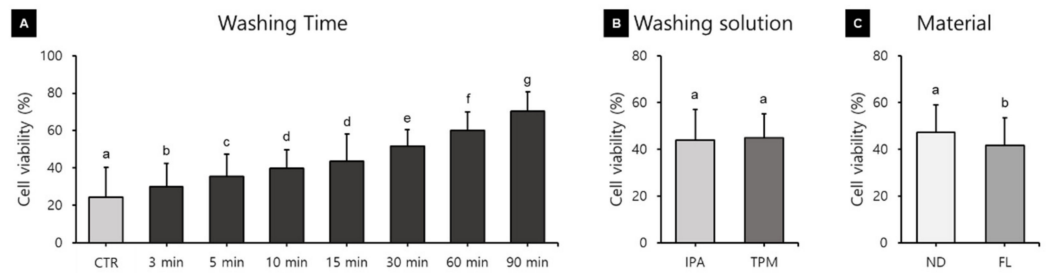 A Washing Time
Cell viability (%)
100
80
60
40
20
0
a
b
c
d
d
e
f
g
CTR 3 min 5 min 10 min 15 min 30 min 60 min 90 min
B Washing solution
Cell viability (%)
80
60
40
20
0
a a
IPA TPM
C Material
Cell viability (%)
80
60
40
20
0
a
b
ND FL